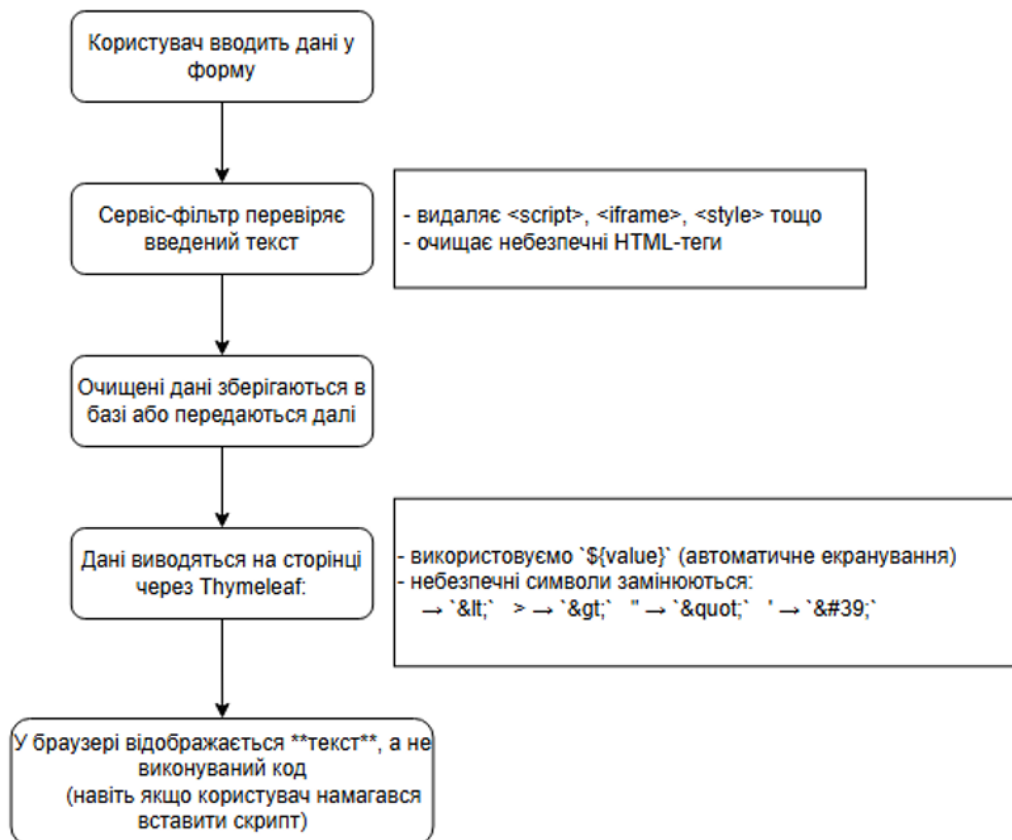 Користувач вводить дані у
форму
Сервіс-фільтр перевіряє
введений текст
- видаляє <script>, <iframe>, <style> тощо
- очищає небезпечні HTML-теги
Очищені дані зберігаються в
базі або передаються далі
Дані виводяться на сторінці
через Thymeleaf:
- використовуємо `${value}` (автоматичне екранування)
- небезпечні символи замінюються:
→ `&lt;` > → `&gt;` " → `&quot;` ' → `&#39;`
У браузері відображається **текст**, а не
виконуваний код
(навіть якщо користувач намагався
вставити скрипт)